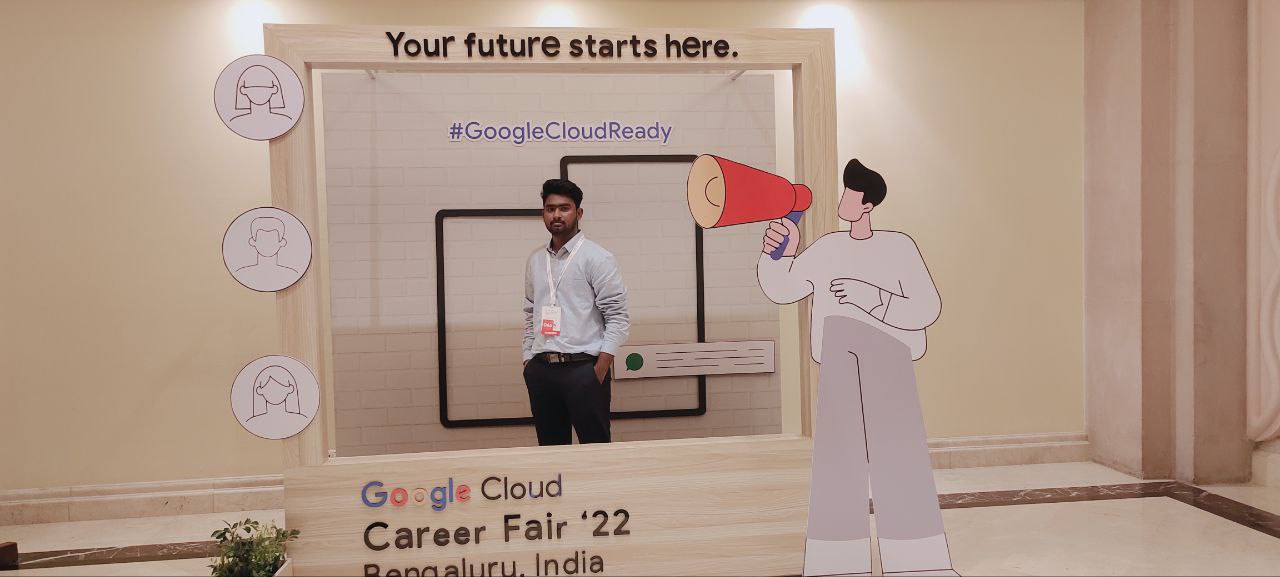 Your future starts here.
#GoogleCloudReady
Google Cloud
Career Fair ‘22
Bengaluru, India